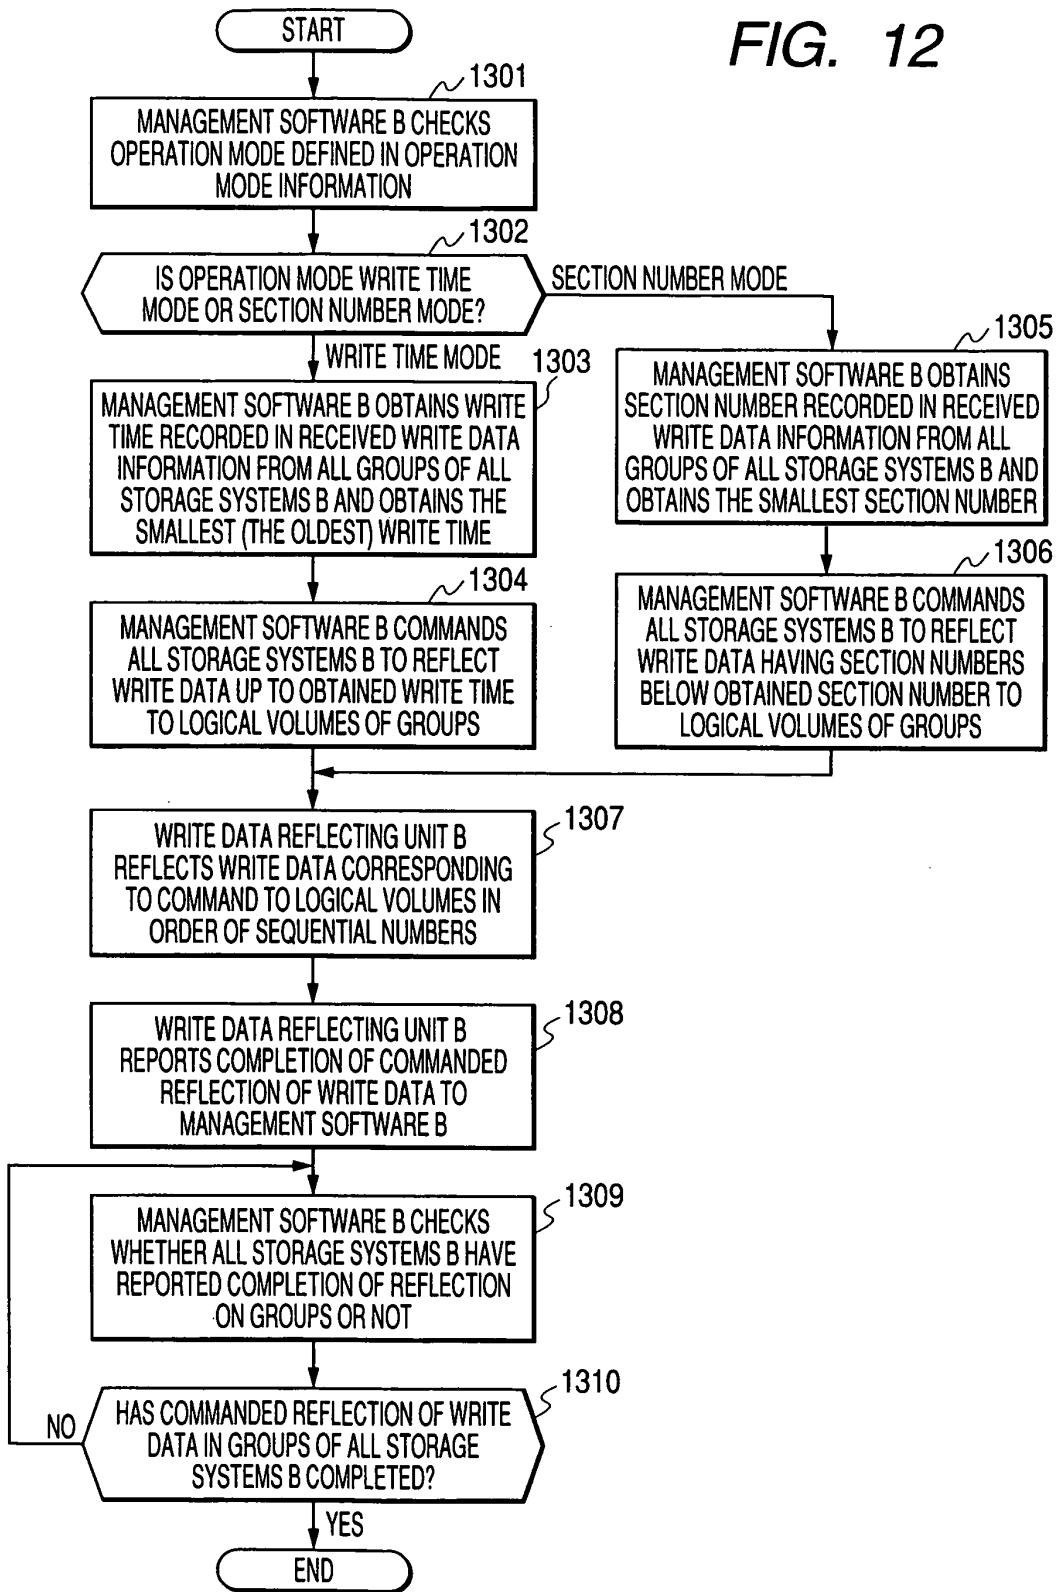 FIG. 12
START
1301
MANAGEMENT SOFTWARE B CHECKS
OPERATION MODE DEFINED IN OPERATION
MODE INFORMATION
1302
IS OPERATION MODE WRITE TIME
MODE OR SECTION NUMBER MODE?
SECTION NUMBER MODE
WRITE TIME MODE
1303
MANAGEMENT SOFTWARE B OBTAINS WRITE
TIME RECORDED IN RECEIVED WRITE DATA
INFORMATION FROM ALL GROUPS OF ALL
STORAGE SYSTEMS B AND OBTAINS THE
SMALLEST (THE OLDEST) WRITE TIME
1305
MANAGEMENT SOFTWARE B OBTAINS
SECTION NUMBER RECORDED IN RECEIVED
WRITE DATA INFORMATION FROM ALL
GROUPS OF ALL STORAGE SYSTEMS B AND
OBTAINS THE SMALLEST SECTION NUMBER
1304
MANAGEMENT SOFTWARE B COMMANDS
ALL STORAGE SYSTEMS B TO REFLECT
WRITE DATA UP TO OBTAINED WRITE TIME
TO LOGICAL VOLUMES OF GROUPS
1306
MANAGEMENT SOFTWARE B COMMANDS
ALL STORAGE SYSTEMS B TO REFLECT
WRITE DATA HAVING SECTION NUMBERS
BELOW OBTAINED SECTION NUMBER TO
LOGICAL VOLUMES OF GROUPS
1307
WRITE DATA REFLECTING UNIT B
REFLECTS WRITE DATA CORRESPONDING
TO COMMAND TO LOGICAL VOLUMES IN
ORDER OF SEQUENTIAL NUMBERS
1308
WRITE DATA REFLECTING UNIT B
REPORTS COMPLETION OF COMMANDED
REFLECTION OF WRITE DATA TO
MANAGEMENT SOFTWARE B
1309
MANAGEMENT SOFTWARE B CHECKS
WHETHER ALL STORAGE SYSTEMS B HAVE
REPORTED COMPLETION OF REFLECTION
ON GROUPS OR NOT
1310
HAS COMMANDED REFLECTION OF WRITE
DATA IN GROUPS OF ALL STORAGE
SYSTEMS B COMPLETED?
NO
YES
END